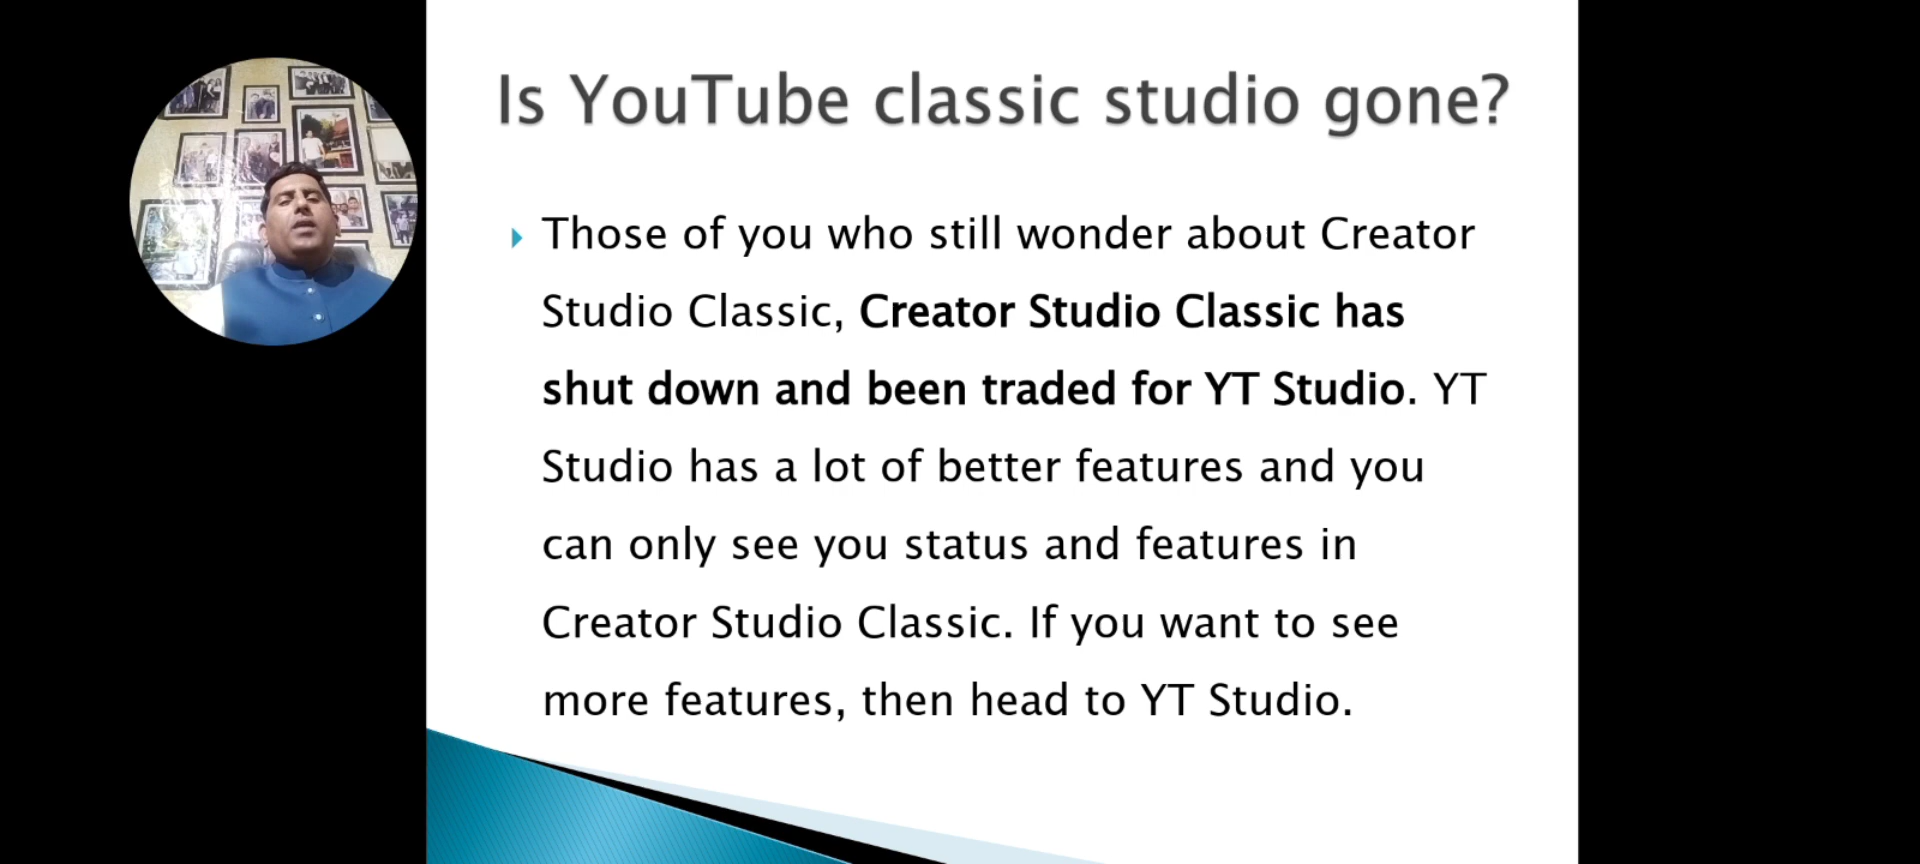 Is YouTube classic studio gone?
Those of you who still wonder about Creator
Studio Classic, Creator Studio Classic has
shut down and been traded for YT Studio. YT
Studio has a lot of better features and you
can only see you status and features in
Creator Studio Classic. If you want to see
more features, then head to YT Studio.